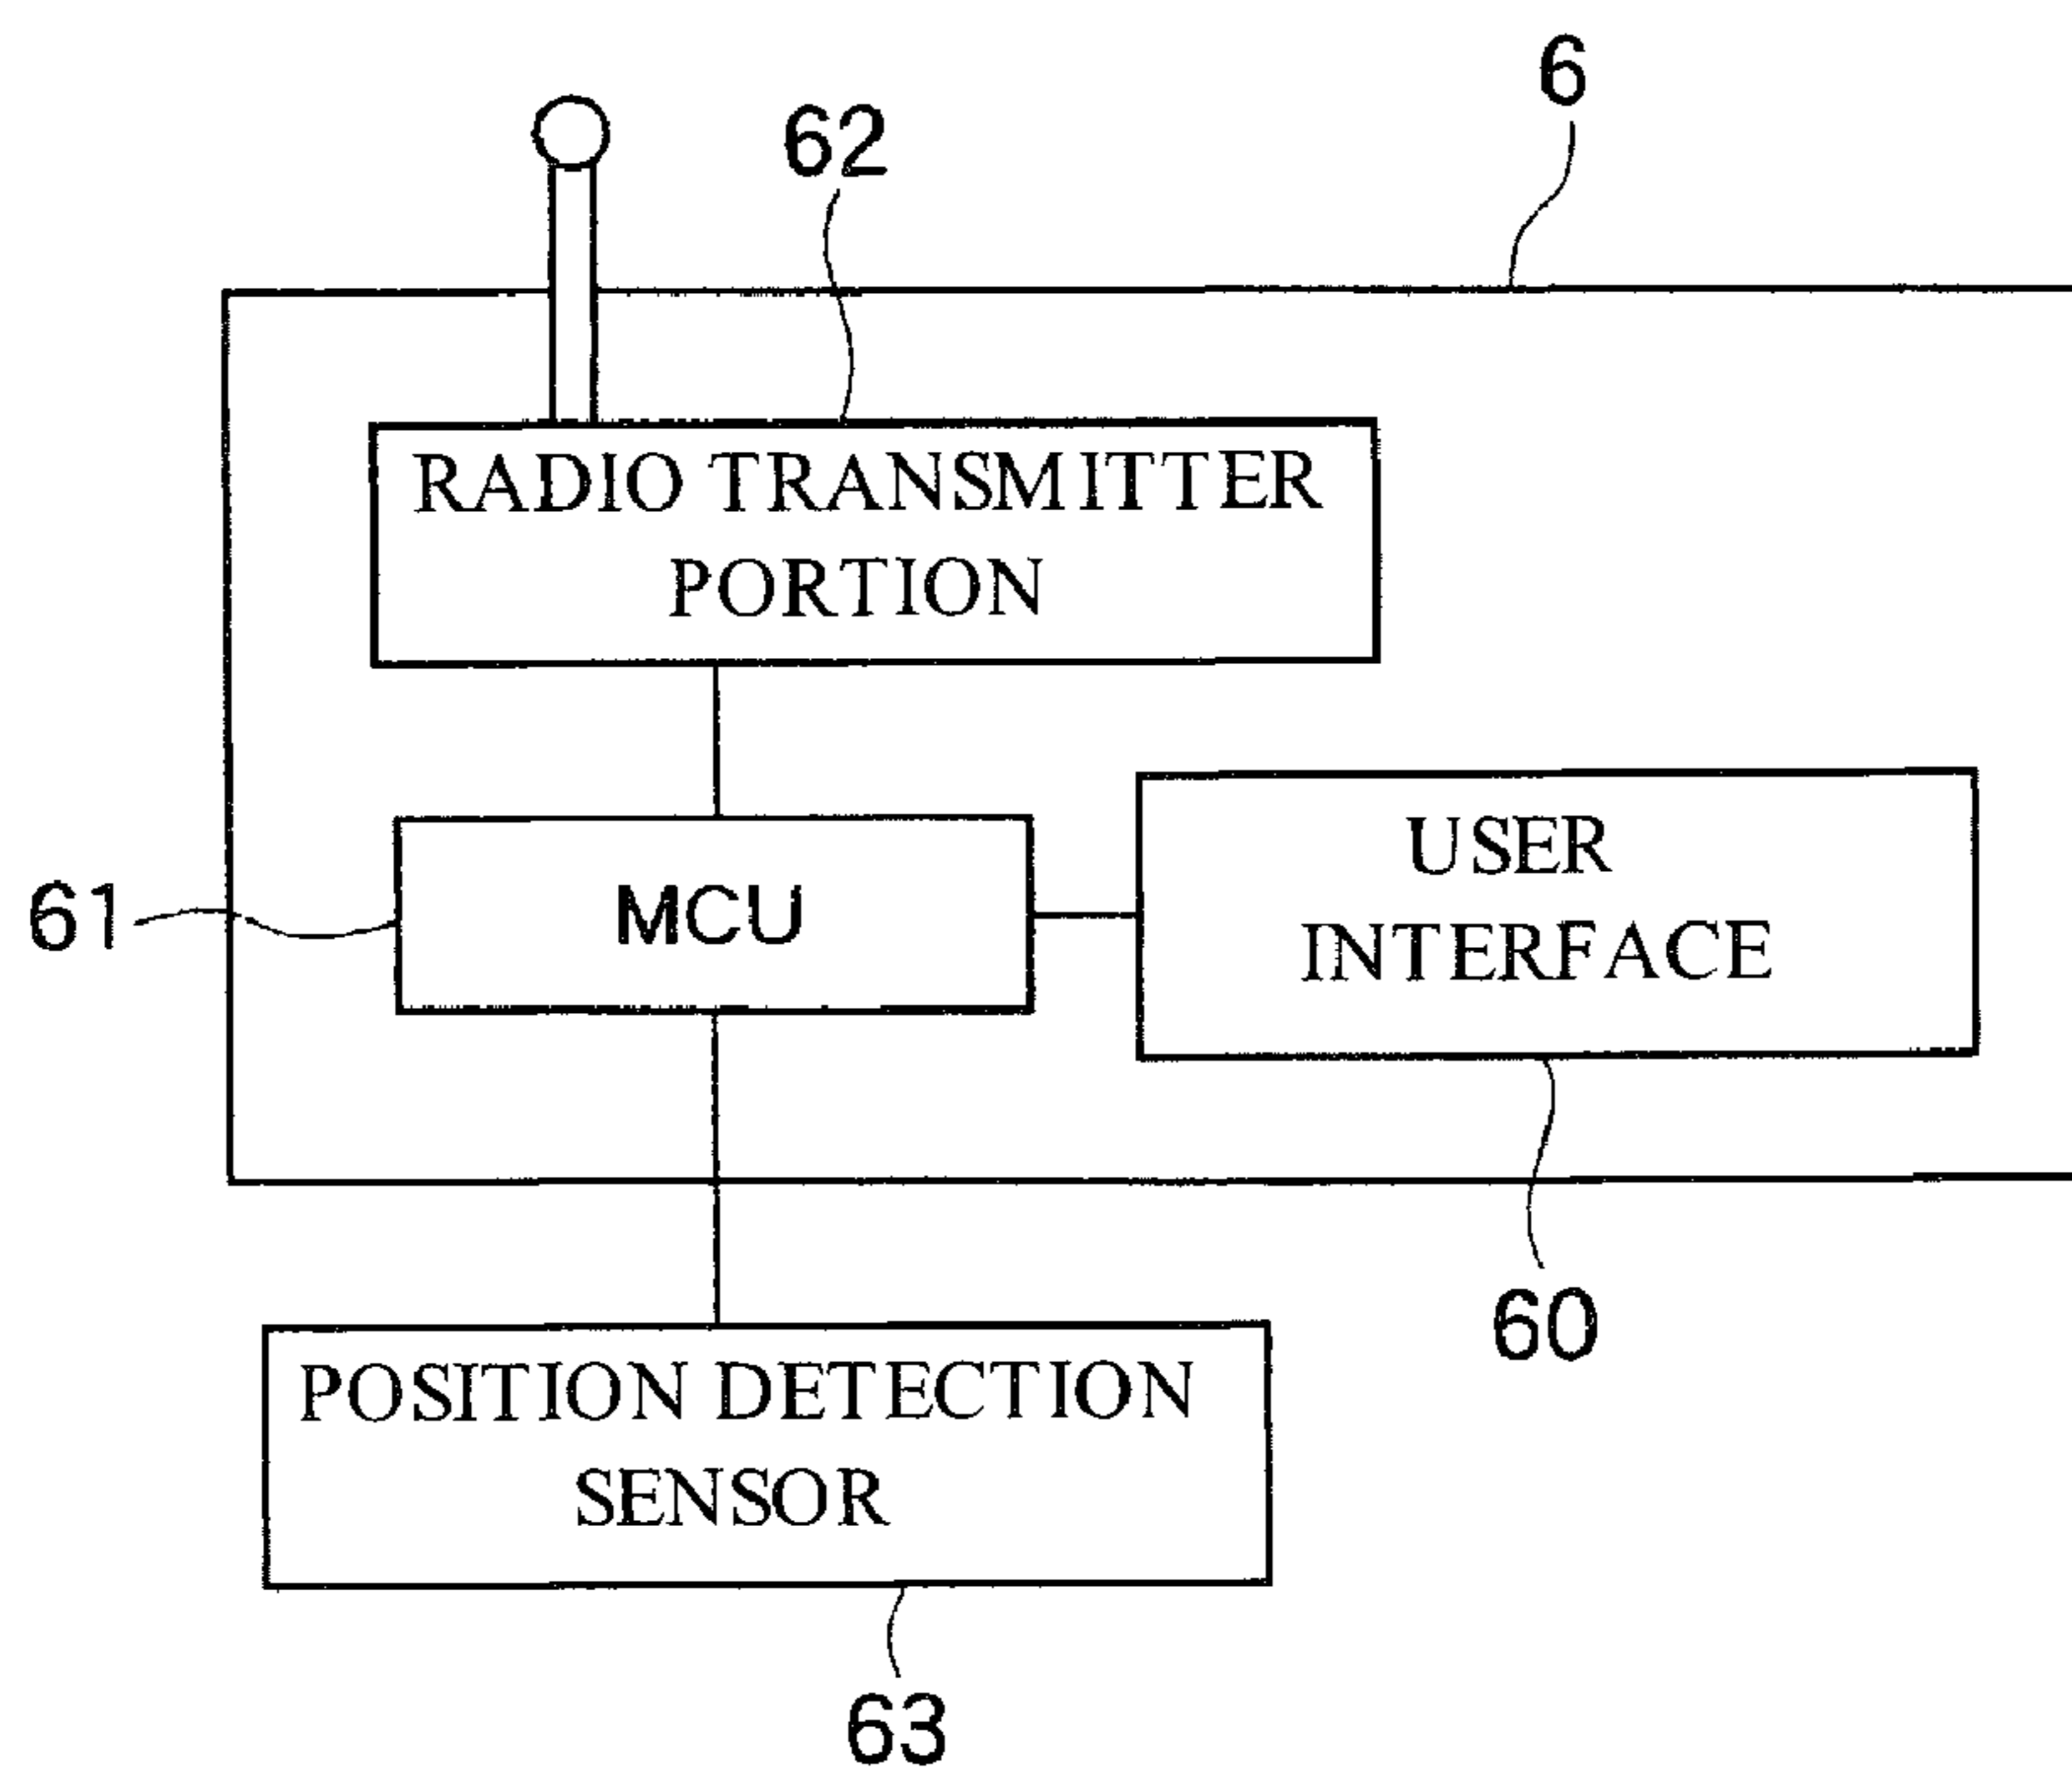 6
62
RADIO TRANSMITTER
PORTION
61
MCU
USER
INTERFACE
60
POSITION DETECTION
SENSOR
63